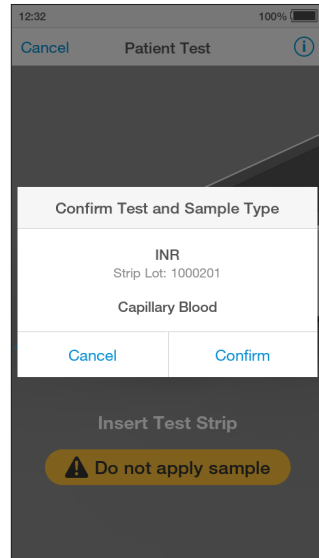 12:32 100%
Cancel Patient Test i
Confirm Test and Sample Type
INR
Strip Lot: 1000201
Capillary Blood
Cancel Confirm
Insert Test Strip
Do not apply sample